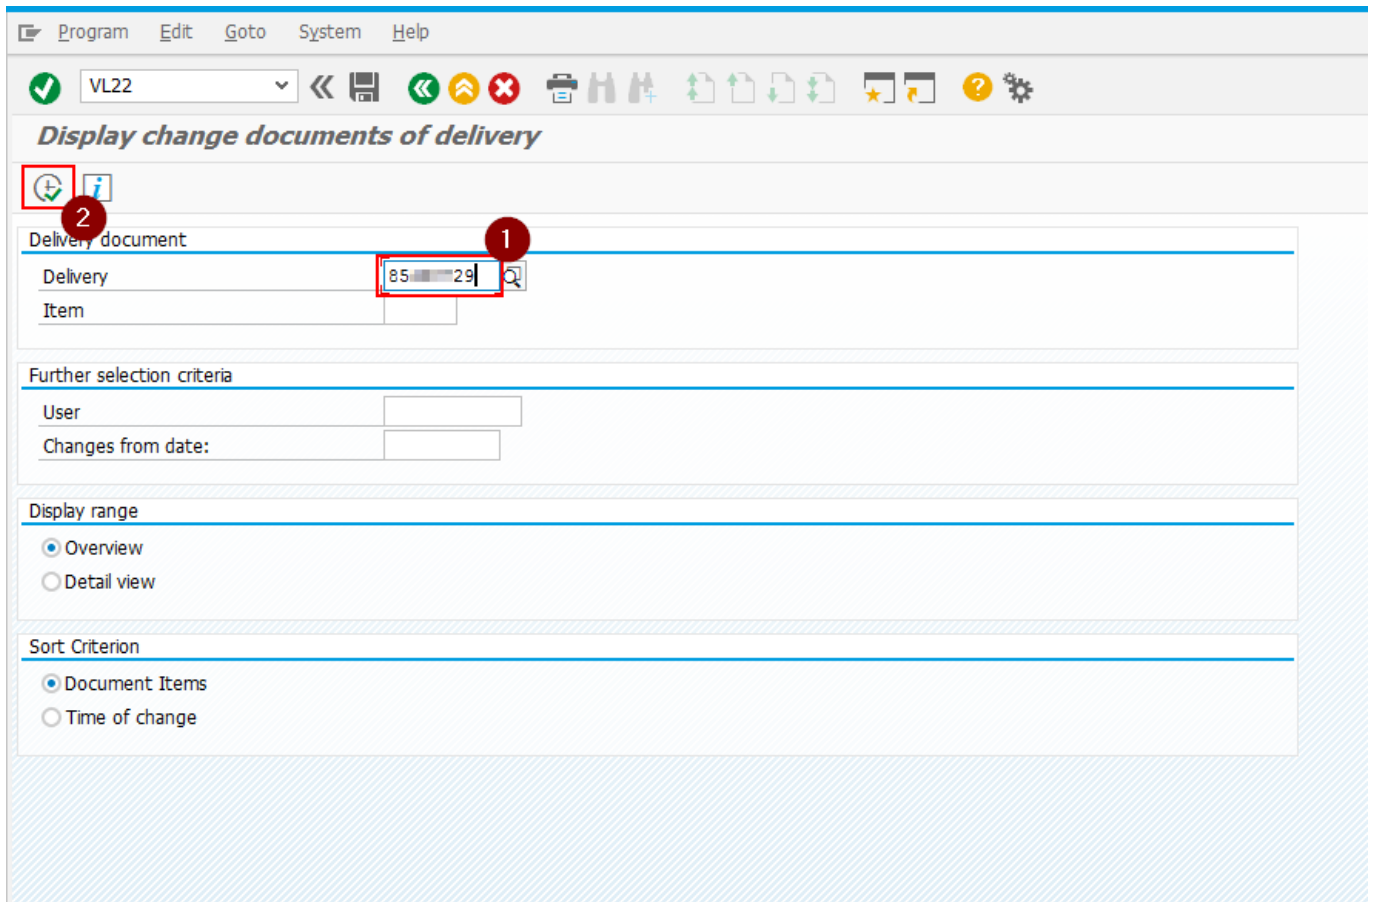 Program Edit Goto System Help
VL22
Display change documents of delivery
2
Delivery document
1
Delivery 85 29
Item
Further selection criteria
User
Changes from date:
Display range
Overview
Detail view
Sort Criterion
Document Items
Time of change